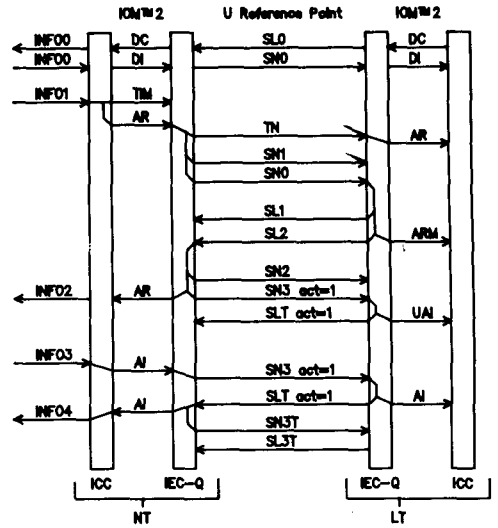 IOM™2 U Reference Point IOM™2
INFO0 DC SL0 DC
INFO0 DI SN0 DI
INFO1 TIM
AR TN AR
SN1
SN0
SL1
SL2 ARM
SN2
INFO2 AR SN3 act=1
SLT act=1 UAI
INFO3 AI SN3 act=1
INFO4 AI SLT act=1 AI
SN3T
SL3T
ICC IEC-Q IEC-Q ICC
NT LT